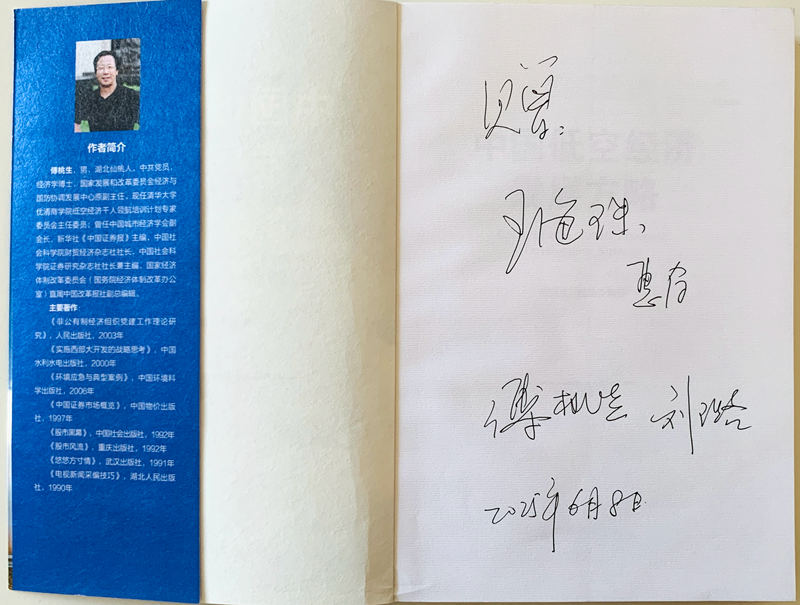 作者简介
傅桃生，男，湖北仙桃人，中共党员，
经济学博士，国家发展和改革委员会经济与
国防协调发展中心原副主任，现任清华大学
优通商学院低空经济千人领航培训计划专家
委员会主任委员；曾任中国城市经济学会副
会长，新华社《中国证券报》主编，中国社
会科学院财贸经济杂志社社长，中国社会科
学院证券研究杂志社社长兼主编，国家经济
体制改革委员会（国务院经济体制改革办公
室）直属中国改革报社副总编辑。
主要著作：
《非公有制经济组织党建工作理论研
究》，人民出版社，2003年
《实施西部大开发的战略思考》，中国
水利水电出版社，2000年
《环境应急与典型案例》，中国环境科
学出版社，2006年
《中国证券市场概览》，中国物价出版
社，1997年
《股市黑幕》，中国社会出版社，1992年
《股市风流》，重庆出版社，1992年
《悠悠方寸情》，武汉出版社，1991年
《电视新闻采编技巧》，湖北人民出版
社，1990年
赠：
惠存
傅桃生 刘
2025年6月8日